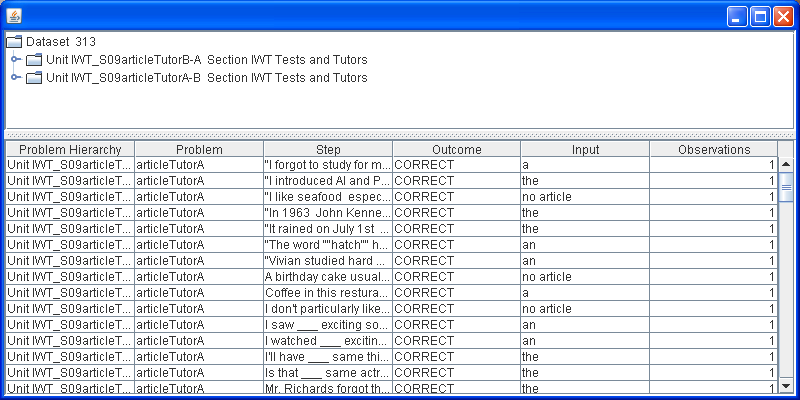 Dataset 313
Unit IWT_S09articleTutorB-A Section IWT Tests and Tutors
Unit IWT_S09articleTutorA-B Section IWT Tests and Tutors
Problem Hierarchy Problem Step Outcome Input Observations
Unit IWT_S09articleT... articleTutorA "I forgot to study for m... CORRECT a 1
Unit IWT_S09articleT... articleTutorA "I introduced Al and P... CORRECT the 1
Unit IWT_S09articleT... articleTutorA "I like seafood espec... CORRECT no article 1
Unit IWT_S09articleT... articleTutorA "In 1963 John Kenne... CORRECT the 1
Unit IWT_S09articleT... articleTutorA "It rained on July 1st ... CORRECT the 1
Unit IWT_S09articleT... articleTutorA "The word ""hatch"" h... CORRECT an 1
Unit IWT_S09articleT... articleTutorA "Vivian studied hard ... CORRECT an 1
Unit IWT_S09articleT... articleTutorA A birthday cake usual... CORRECT no article 1
Unit IWT_S09articleT... articleTutorA Coffee in this restura... CORRECT a 1
Unit IWT_S09articleT... articleTutorA I don't particularly like... CORRECT no article 1
Unit IWT_S09articleT... articleTutorA I saw ___ exciting so... CORRECT an 1
Unit IWT_S09articleT... articleTutorA I watched ___ excitin... CORRECT an 1
Unit IWT_S09articleT... articleTutorA I'll have ___ same thi... CORRECT the 1
Unit IWT_S09articleT... articleTutorA Is that ___ same actr... CORRECT the 1
Unit IWT_S09articleT... articleTutorA Mr. Richards forgot th... CORRECT the 1